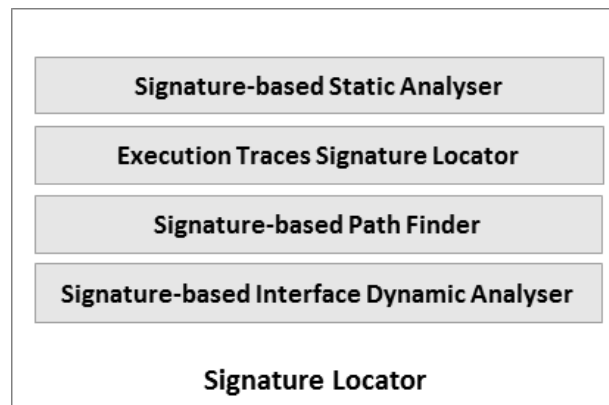 Signature-based Static Analyser
Execution Traces Signature Locator
Signature-based Path Finder
Signature-based Interface Dynamic Analyser
Signature Locator